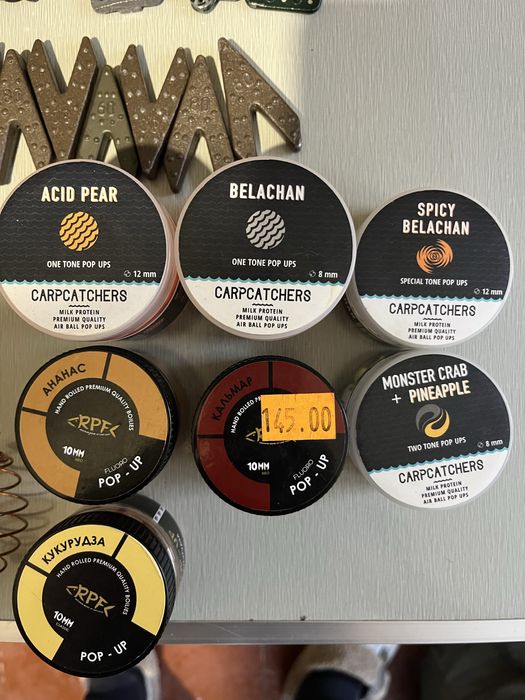 ACID PEAR
ONE TONE POP UPS
12 mm
CARPCATCHERS
MILK PROTEIN
PREMIUM QUALITY
AIR BALL POP UPS
BELACHAN
ONE TONE POP UPS
8 mm
CARPCATCHERS
MILK PROTEIN
PREMIUM QUALITY
AIR BALL POP UPS
SPICY
BELACHAN
SPECIAL TONE POP UPS
12 mm
CARPCATCHERS
MILK PROTEIN
PREMIUM QUALITY
AIR BALL POP UPS
АНАНАС
HAND ROLLED PREMIUM QUALITY BOILIES
RPF
10MM
FLUORO
POP - UP
КАЛЬМАР
HAND ROLLED
RPF
145.00
10MM
FLUORO
POP - UP
MONSTER CRAB
+ PINEAPPLE
TWO TONE POP UPS
8 mm
CARPCATCHERS
MILK PROTEIN
PREMIUM QUALITY
AIR BALL POP UPS
КУКУРУДЗА
HAND ROLLED PREMIUM QUALITY BOILIES
RPF
10MM
CLASSIC
POP - UP